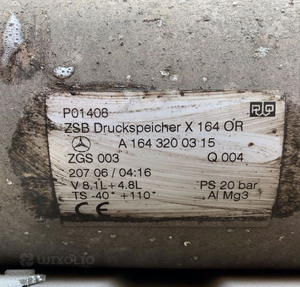 P01408
ZSB Druckspeicher X 164 OR
A 164 320 03 15
ZGS 003 Q 004
207 06 / 04:16
V 8.1L+4.8L PS 20 bar
TS -40° +110° Al Mg3